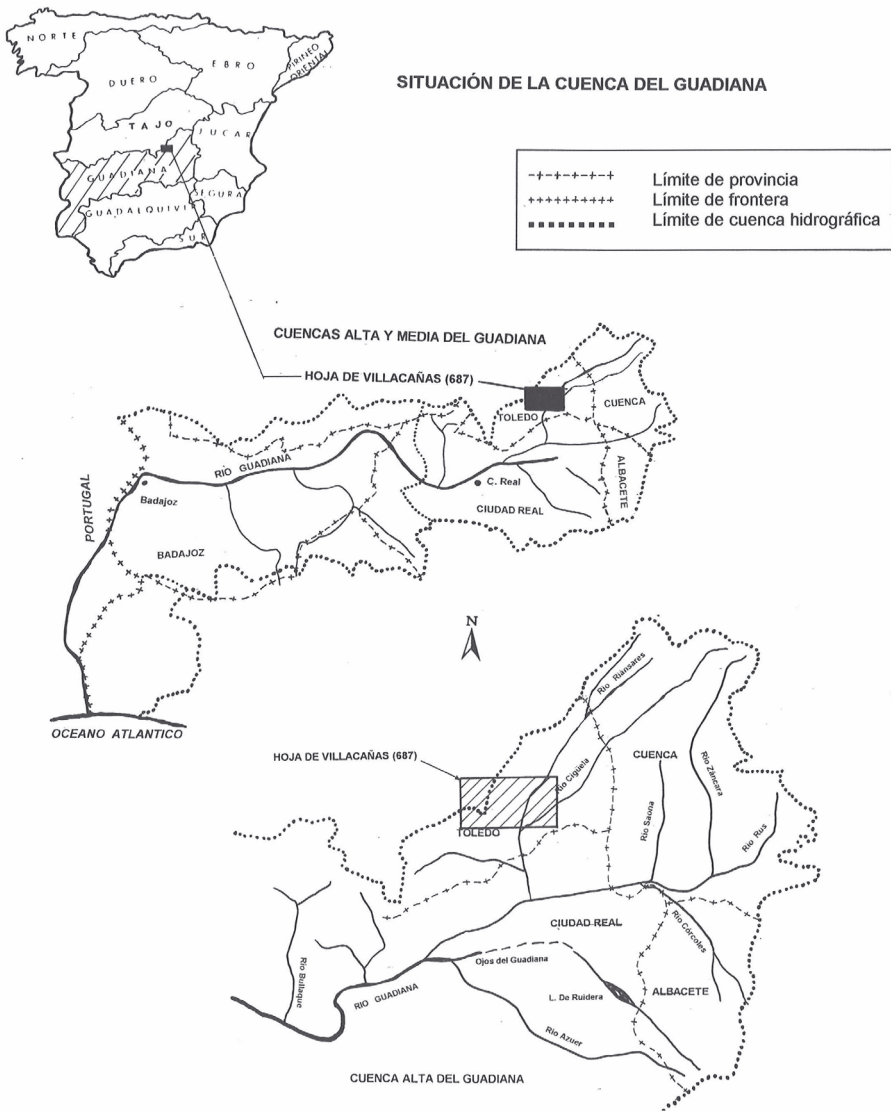 NORTE
EBRO
PIRINEO
ORIENTAL
DUERO
TAJO
JUCAR
GUADIANA
SEGURA
GUADALQUIVIR
SUR
SITUACIÓN DE LA CUENCA DEL GUADIANA
Límite de provincia
Límite de frontera
Límite de cuenca hidrográfica
CUENCAS ALTA Y MEDIA DEL GUADIANA
HOJA DE VILLACAÑAS (687)
TOLEDO
CUENCA
RÍO GUADIANA
ALBACETE
C. Real
CIUDAD REAL
PORTUGAL
Badajoz
BADAJOZ
N
OCEANO ATLANTICO
Río Riánsares
HOJA DE VILLACAÑAS (687)
CUENCA
Río Cigüela
Río Záncara
TOLEDO
Río Saona
Río Rus
CIUDAD REAL
Río Córcoles
Río Bullaque
Ojos del Guadiana
ALBACETE
RÍO GUADIANA
L. De Ruidera
Río Azuer
CUENCA ALTA DEL GUADIANA